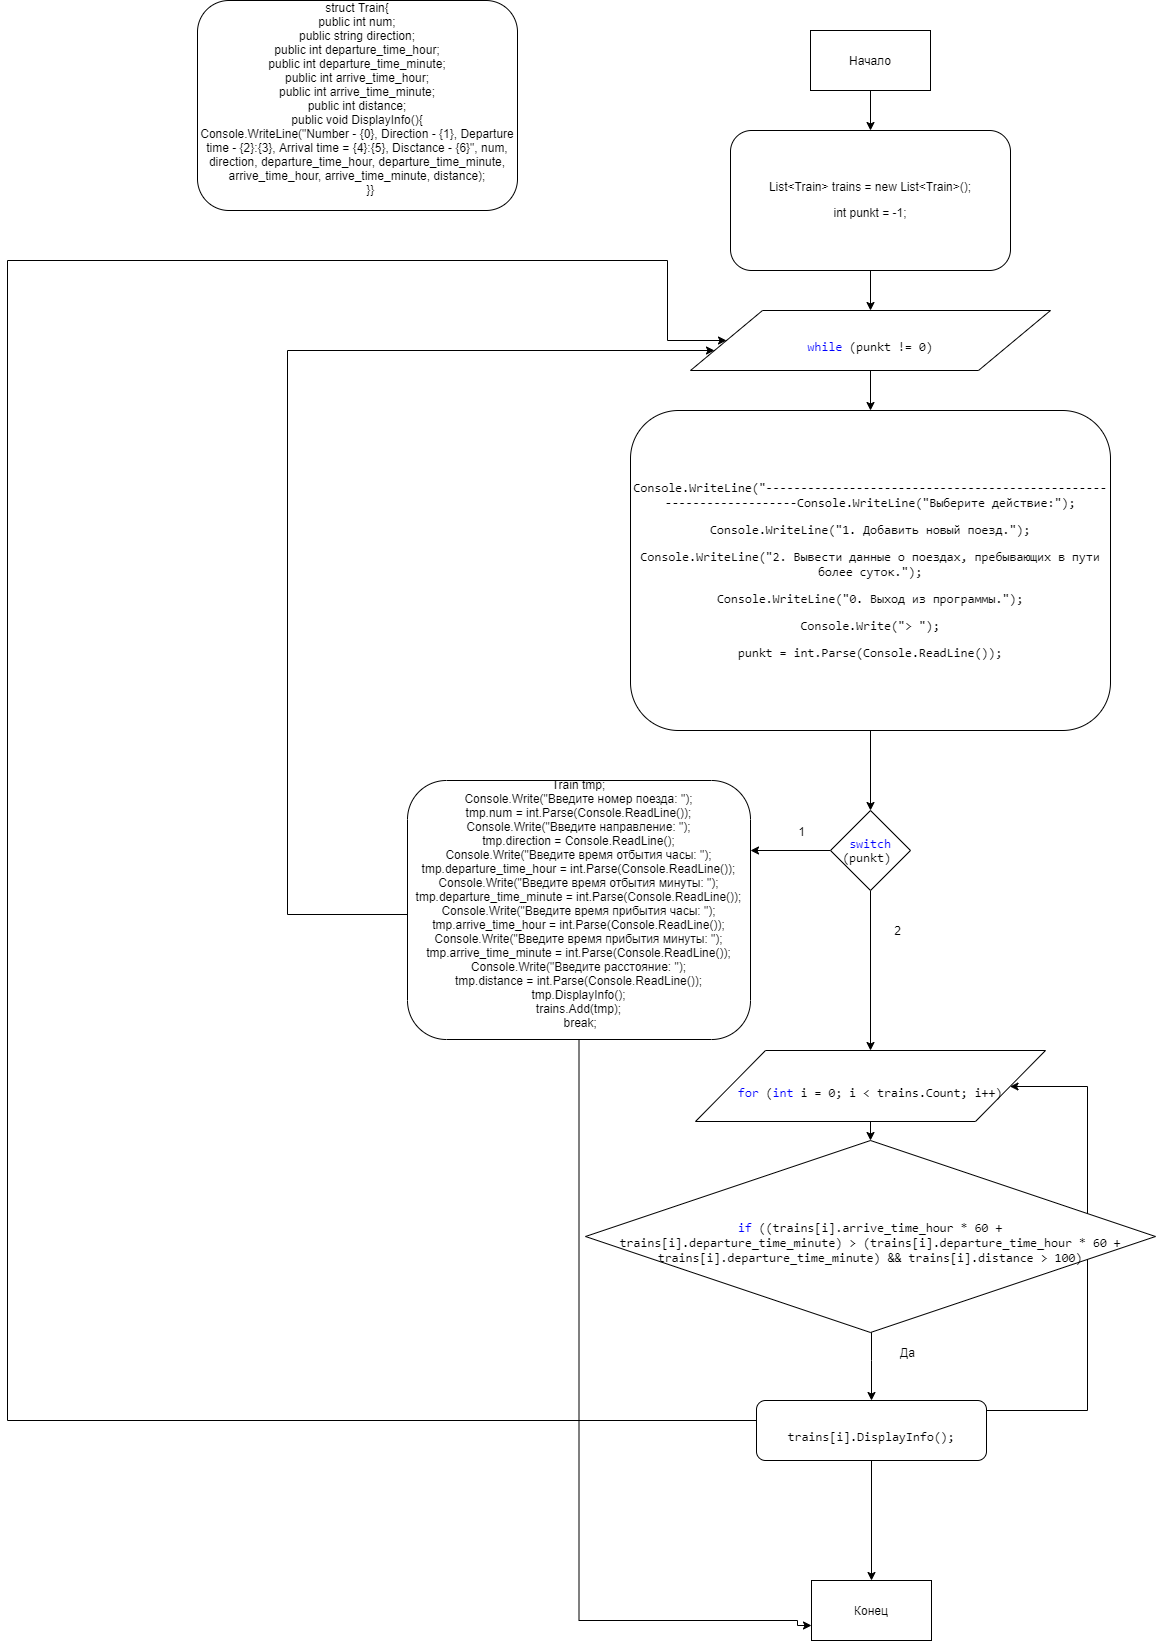 struct Train{
public int num;
public string direction;
public int departure_time_hour;
public int departure_time_minute;
public int arrive_time_hour;
public int arrive_time_minute;
public int distance;
public void DisplayInfo(){
Console.WriteLine("Number - {0}, Direction - {1}, Departure
time - {2}:{3}, Arrival time = {4}:{5}, Disctance - {6}", num,
direction, departure_time_hour, departure_time_minute,
arrive_time_hour, arrive_time_minute, distance);
}}
Начало
List<Train> trains = new List<Train>();
int punkt = -1;
while (punkt != 0)
Console.WriteLine("-------------------------------------------------
-------------------Console.WriteLine("Выберите действие:");
Console.WriteLine("1. Добавить новый поезд.");
Console.WriteLine("2. Вывести данные о поездах, пребывающих в пути
более суток.");
Console.WriteLine("0. Выход из программы.");
Console.Write("> ");
punkt = int.Parse(Console.ReadLine());
switch
(punkt)
1
2
Train tmp;
Console.Write("Введите номер поезда: ");
tmp.num = int.Parse(Console.ReadLine());
Console.Write("Введите направление: ");
tmp.direction = Console.ReadLine();
Console.Write("Введите время отбытия часы: ");
tmp.departure_time_hour = int.Parse(Console.ReadLine());
Console.Write("Введите время отбытия минуты: ");
tmp.departure_time_minute = int.Parse(Console.ReadLine());
Console.Write("Введите время прибытия часы: ");
tmp.arrive_time_hour = int.Parse(Console.ReadLine());
Console.Write("Введите время прибытия минуты: ");
tmp.arrive_time_minute = int.Parse(Console.ReadLine());
Console.Write("Введите расстояние: ");
tmp.distance = int.Parse(Console.ReadLine());
tmp.DisplayInfo();
trains.Add(tmp);
break;
for (int i = 0; i < trains.Count; i++)
if ((trains[i].arrive_time_hour * 60 +
trains[i].departure_time_minute) > (trains[i].departure_time_hour * 60 +
trains[i].departure_time_minute) && trains[i].distance > 100)
Да
trains[i].DisplayInfo();
Конец